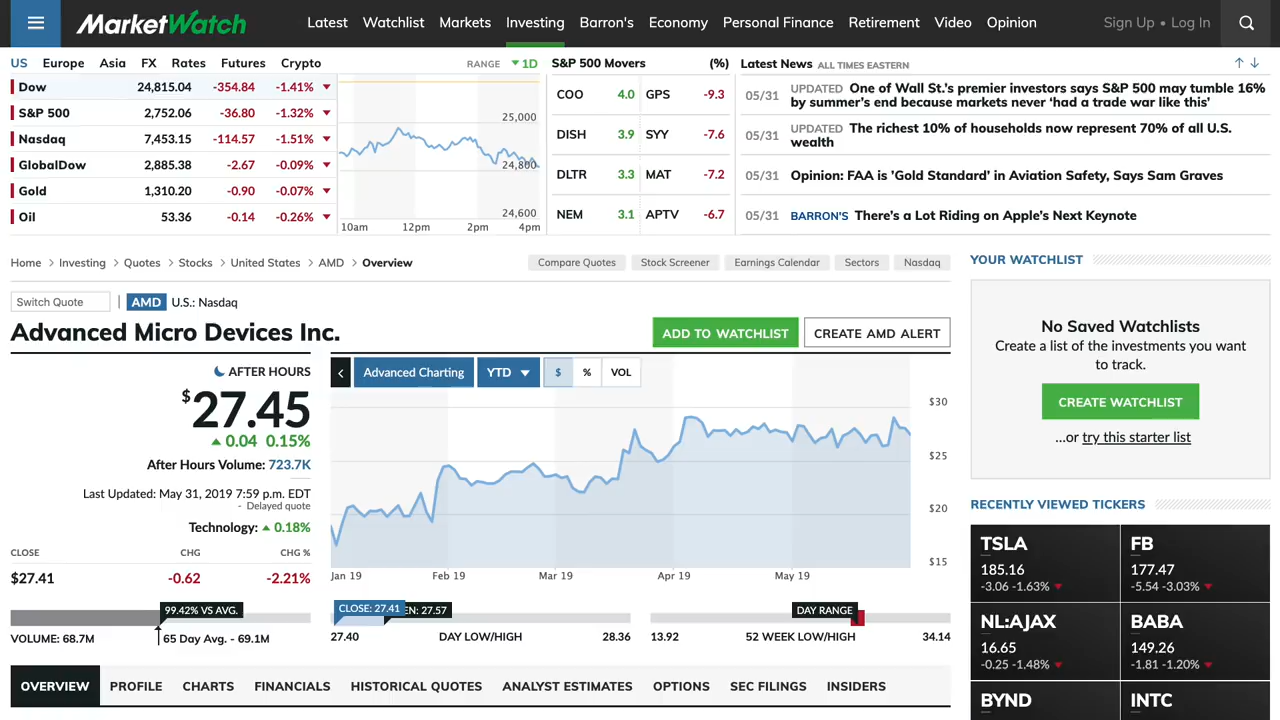 MarketWatch
Latest Watchlist Markets Investing Barron's Economy Personal Finance Retirement Video Opinion
Sign Up • Log In
US Europe Asia FX Rates Futures Crypto
RANGE 1D
Dow 24,815.04 -354.84 -1.41%
S&P 500 2,752.06 -36.80 -1.32%
Nasdaq 7,453.15 -114.57 -1.51%
GlobalDow 2,885.38 -2.67 -0.09%
Gold 1,310.20 -0.90 -0.07%
Oil 53.36 -0.14 -0.26%
25,000
24,800
24,600
10am 12pm 2pm 4pm
S&P 500 Movers (%)
COO 4.0 GPS -9.3
DISH 3.9 SYY -7.6
DLTR 3.3 MAT -7.2
NEM 3.1 APTV -6.7
Latest News ALL TIMES EASTERN
05/31 UPDATED One of Wall St.'s premier investors says S&P 500 may tumble 16%
by summer's end because markets never ‘had a trade war like this’
05/31 UPDATED The richest 10% of households now represent 70% of all U.S.
wealth
05/31 Opinion: FAA is 'Gold Standard' in Aviation Safety, Says Sam Graves
05/31 BARRON'S There's a Lot Riding on Apple's Next Keynote
Home > Investing > Quotes > Stocks > United States > AMD > Overview
Compare Quotes Stock Screener Earnings Calendar Sectors Nasdaq
Switch Quote | AMD U.S.: Nasdaq
Advanced Micro Devices Inc.
ADD TO WATCHLIST CREATE AMD ALERT
AFTER HOURS
$27.45
0.04 0.15%
After Hours Volume: 723.7K
Last Updated: May 31, 2019 7:59 p.m. EDT
- Delayed quote
Technology: 0.18%
CLOSE CHG CHG %
$27.41 -0.62 -2.21%
99.42% VS AVG.
VOLUME: 68.7M 65 Day Avg. - 69.1M
< Advanced Charting YTD $ % VOL
$30
$25
$20
$15
Jan 19 Feb 19 Mar 19 Apr 19 May 19
CLOSE: 27.41 EN: 27.57
27.40 DAY LOW/HIGH 28.36
DAY RANGE
13.92 52 WEEK LOW/HIGH 34.14
OVERVIEW PROFILE CHARTS FINANCIALS HISTORICAL QUOTES ANALYST ESTIMATES OPTIONS SEC FILINGS INSIDERS
YOUR WATCHLIST
No Saved Watchlists
Create a list of the investments you want
to track.
CREATE WATCHLIST
...or try this starter list
RECENTLY VIEWED TICKERS
TSLA
185.16
-3.06 -1.63%
FB
177.47
-5.54 -3.03%
NL:AJAX
16.65
-0.25 -1.48%
BABA
149.26
-1.81 -1.20%
BYND
INTC